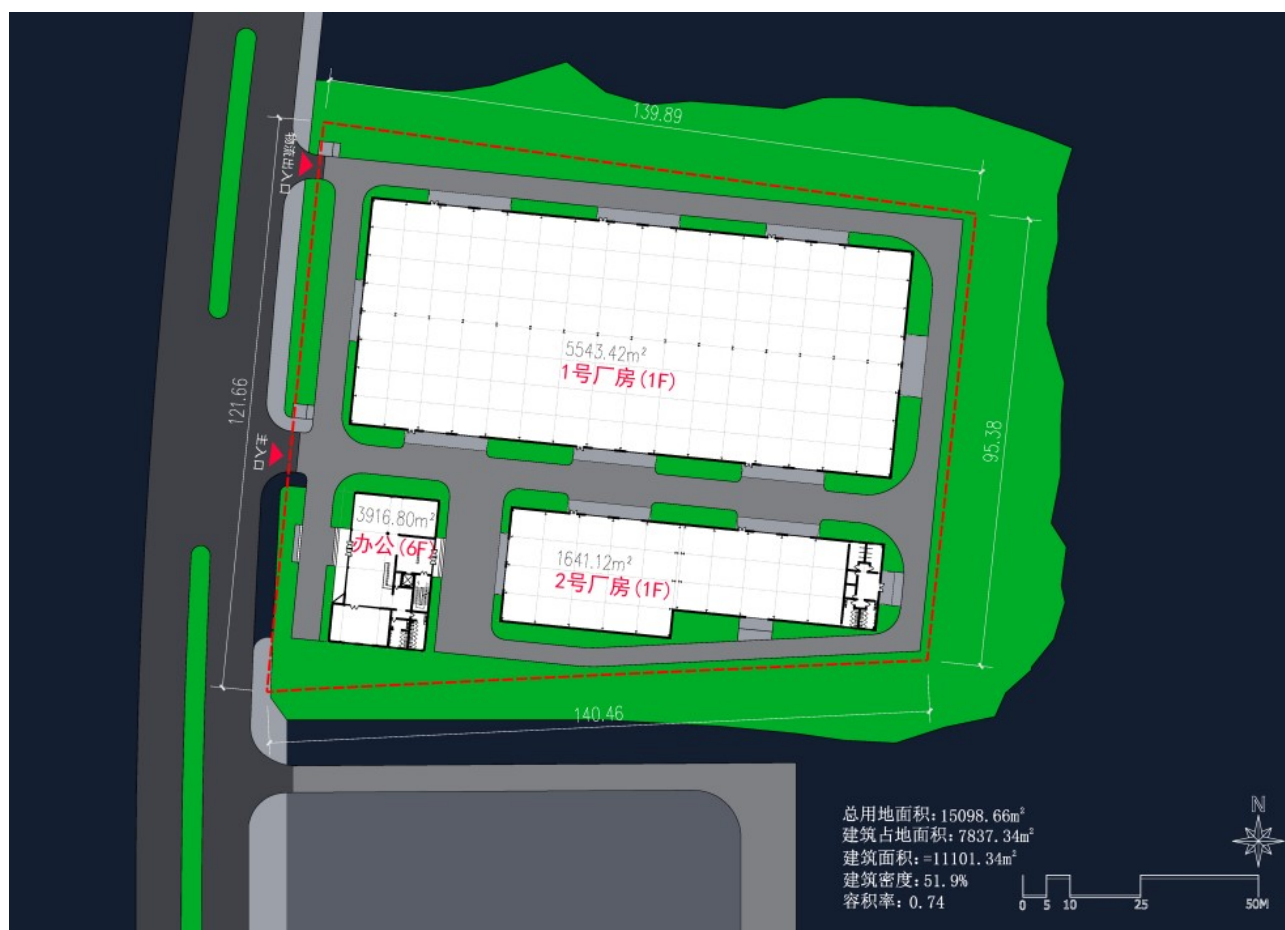 139.89
物流出入口
121.66
5543.42m²
1号厂房(1F)
主入口
95.38
3916.80m²
办公(6F)
1641.12m²
2号厂房(1F)
140.46
总用地面积:15098.66m²
建筑占地面积:7837.34m²
建筑面积:=11101.34m²
建筑密度:51.9%
容积率: 0.74
N
0 5 10 25 50M